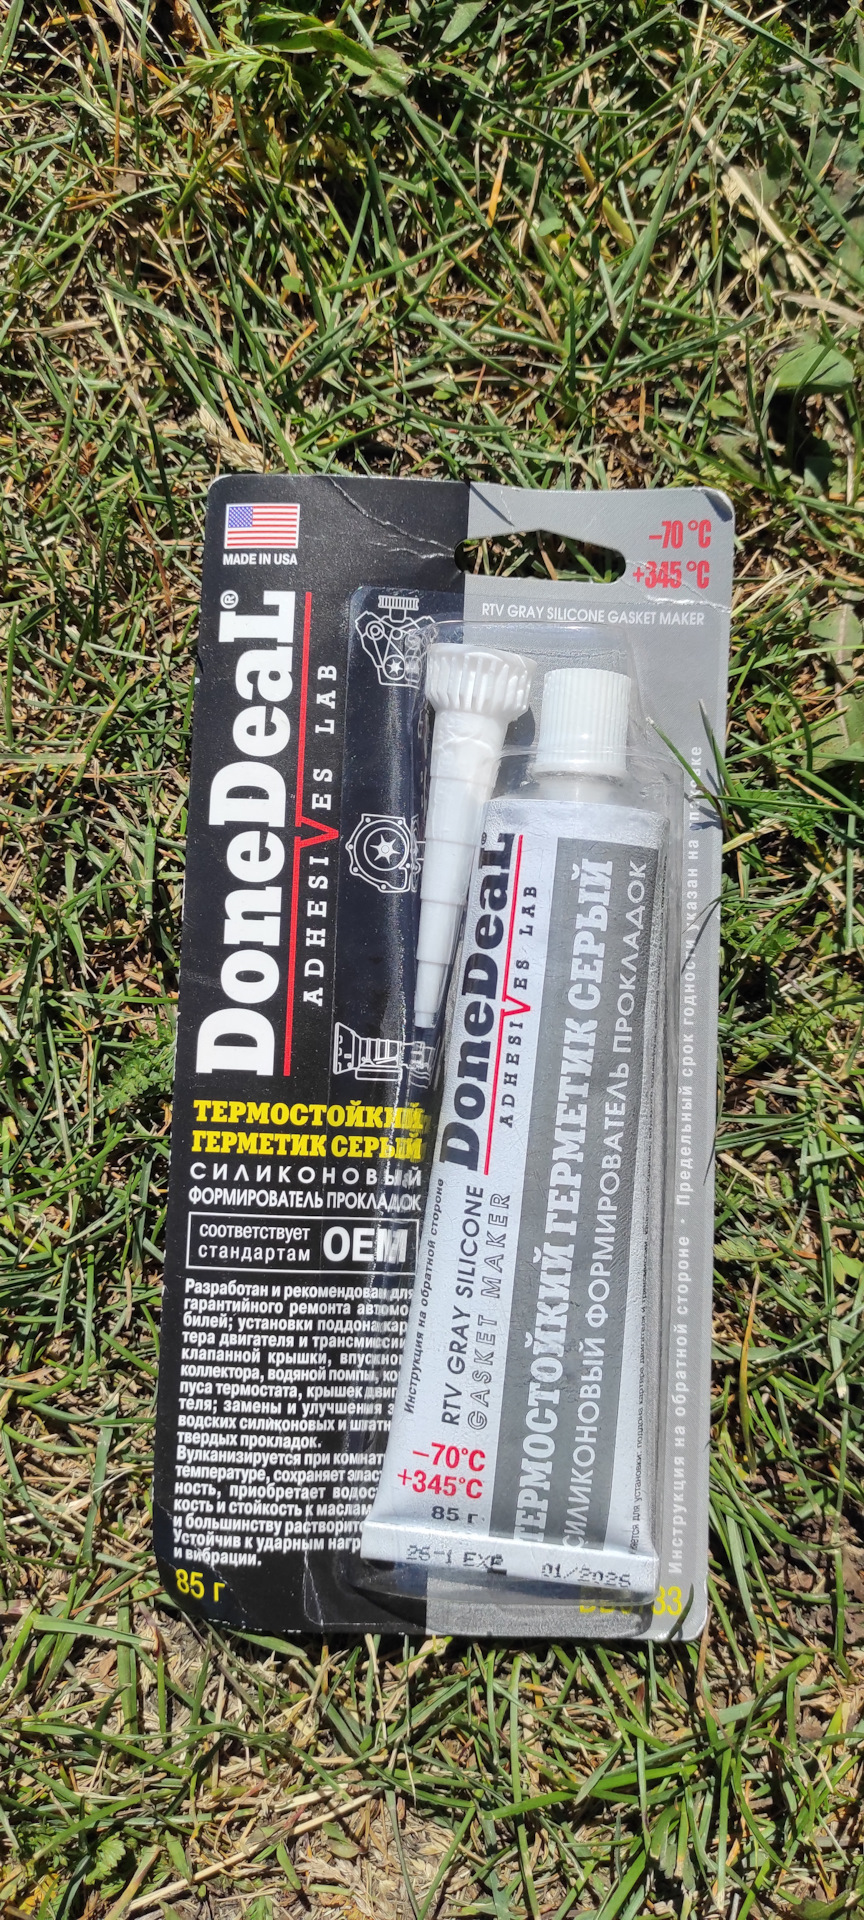 MADE IN USA
DoneDeaL®
ADHESIVES LAB
–70 °C
+345 °C
RTV GRAY SILICONE GASKET MAKER
ТЕРМОСТОЙКИЙ
ГЕРМЕТИК СЕРЫЙ
СИЛИКОНОВЫЙ
ФОРМИРОВАТЕЛЬ ПРОКЛАДОК
соответствует
стандартам
OEM
Разработан и рекомендован для
гарантийного ремонта автомо
билей; установки поддона кар
тера двигателя и трансмиссии
клапанной крышки, впускного
коллектора, водяной помпы, ко
пуса термостата, крышек двиг
теля; замены и улучшения з
водских силиконовых и штатн
твердых прокладок.
Вулканизируется при комнат
температуре, сохраняет эласт
ность, приобретает водос
кость и стойкость к маслам
и большинству растворите
Устойчив к ударным нагр
и вибрации.
85 г
DoneDeaL®
ADHESIVES LAB
RTV GRAY SILICONE
GASKET MAKER
ТЕРМОСТОЙКИЙ ГЕРМЕТИК СЕРЫЙ
СИЛИКОНОВЫЙ ФОРМИРОВАТЕЛЬ ПРОКЛАДОК
Инструкция на обратной стороне
–70°C
+345°C
85 г
26-1 EXP 01/2026
Инструкция на обратной стороне • Предельный срок годности указан на упаковке